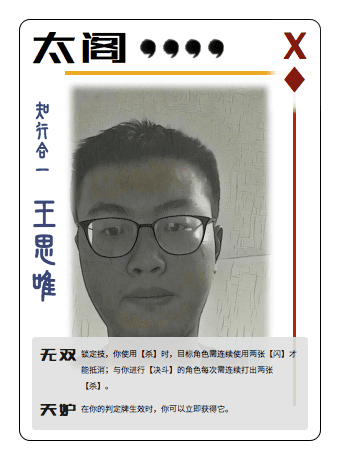 太阁
X
知行合一
王思唯
无双 锁定技，你使用【杀】时，目标角色需连续使用两张【闪】才
能抵消；与你进行【决斗】的角色每次需连续打出两张
【杀】。
天妒 在你的判定牌生效时，你可以立即获得它。